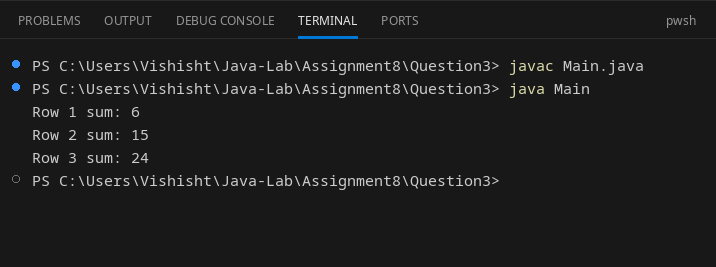 PROBLEMS OUTPUT DEBUG CONSOLE TERMINAL PORTS pwsh
PS C:\Users\Vishisht\Java-Lab\Assignment8\Question3> javac Main.java
PS C:\Users\Vishisht\Java-Lab\Assignment8\Question3> java Main
Row 1 sum: 6
Row 2 sum: 15
Row 3 sum: 24
PS C:\Users\Vishisht\Java-Lab\Assignment8\Question3>